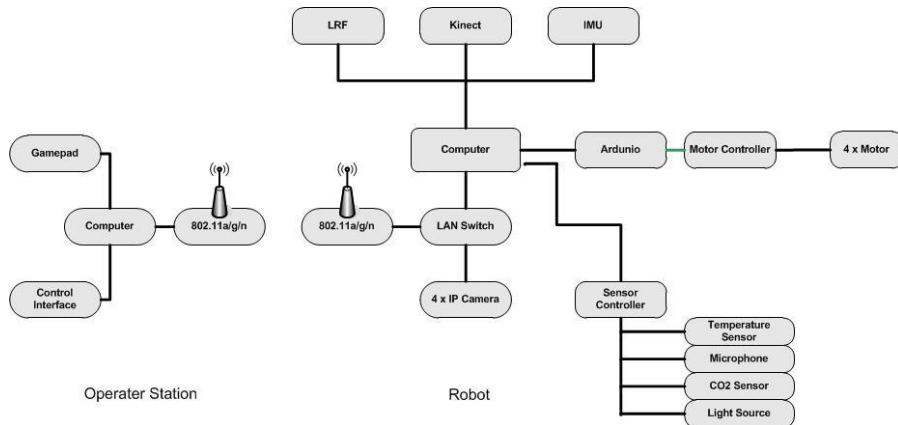 LRF
Kinect
IMU
Gamepad
Computer
Ardunio
Motor Controller
4 x Motor
Computer
802.11a/g/n
802.11a/g/n
LAN Switch
Control
Interface
4 x IP Camera
Sensor
Controller
Temperature
Sensor
Microphone
CO2 Sensor
Light Source
Operater Station
Robot